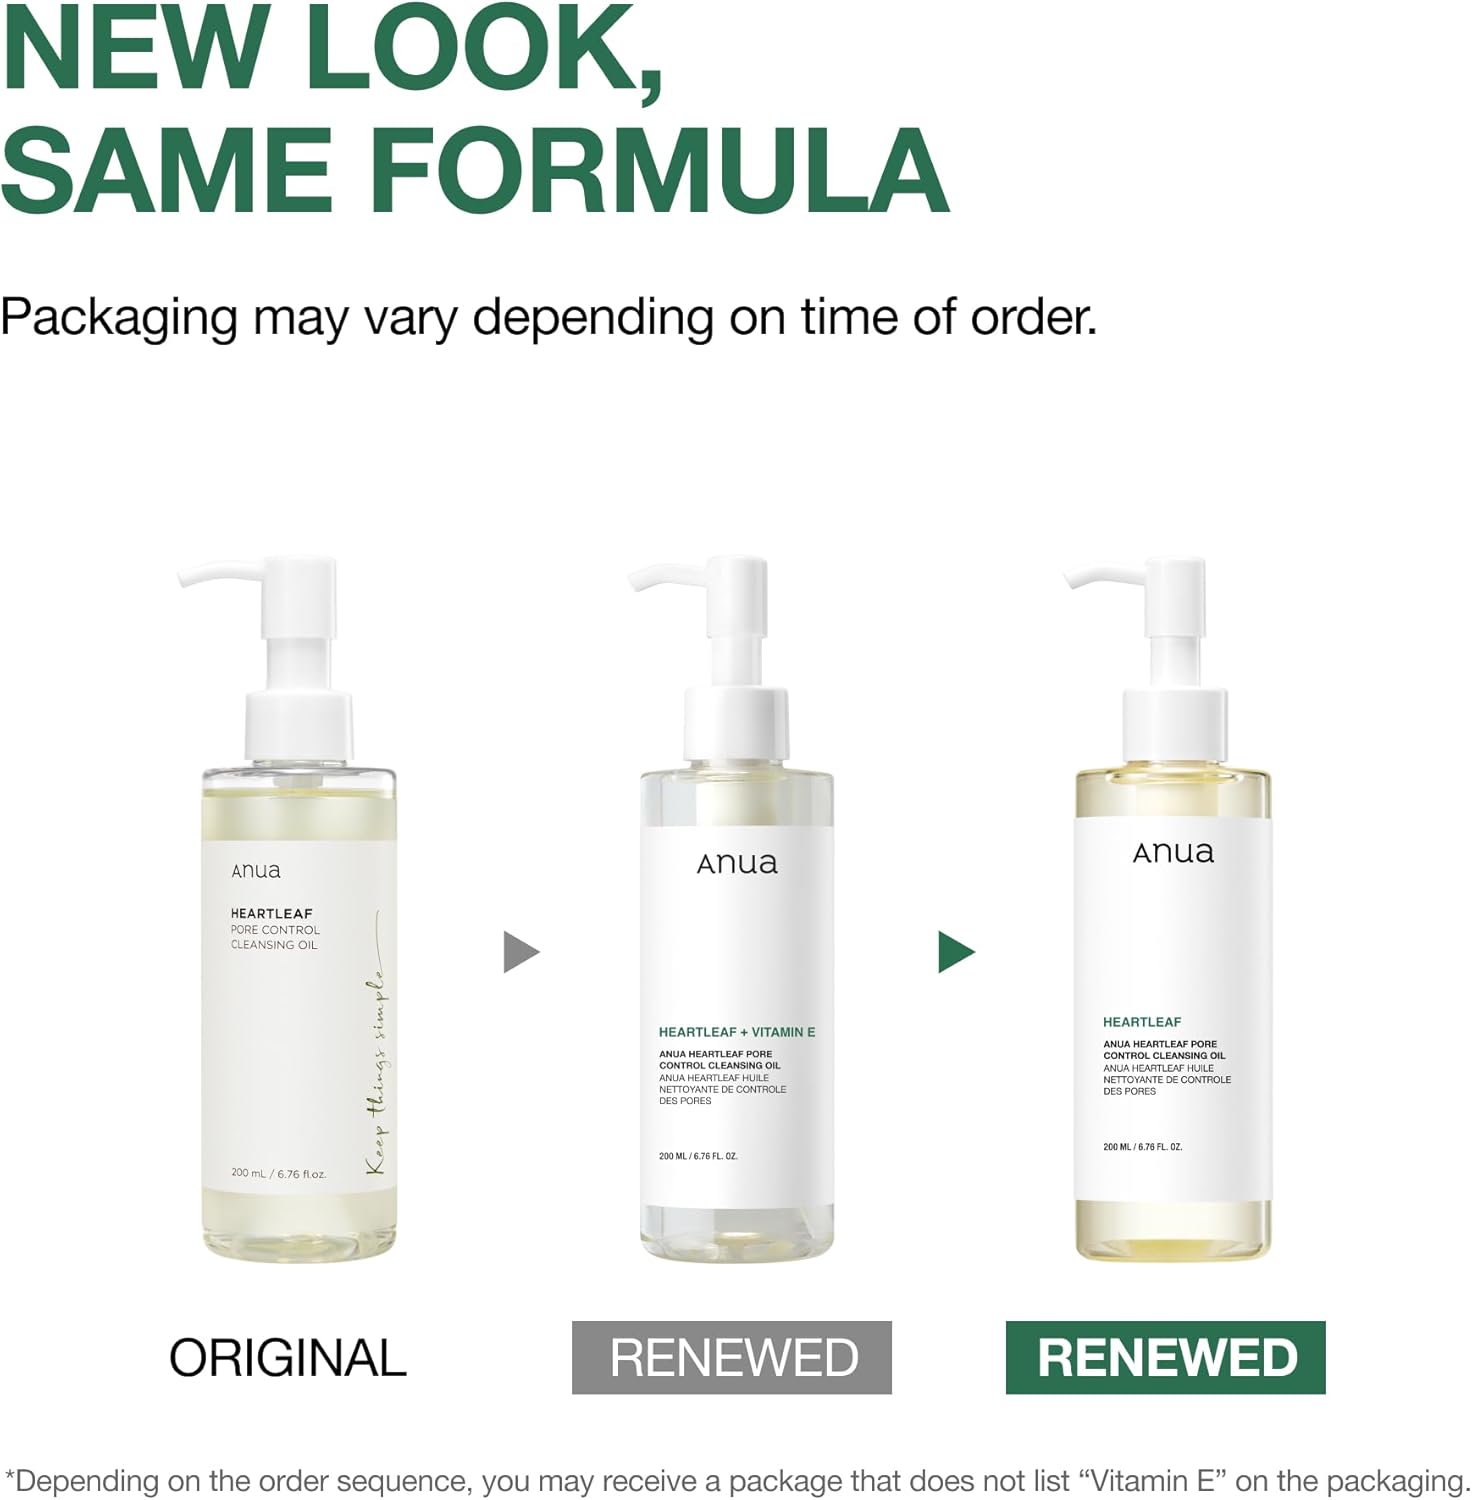 NEW LOOK,
SAME FORMULA
Packaging may vary depending on time of order.
Anua
HEARTLEAF
PORE CONTROL
CLEANSING OIL
Keep things simple
200 mL / 6.76 fl.oz.
Anua
HEARTLEAF + VITAMIN E
ANUA HEARTLEAF PORE
CONTROL CLEANSING OIL
ANUA HEARTLEAF HUILE
NETTOYANTE DE CONTROLE
DES PORES
200 ML / 6.76 FL. OZ.
Anua
HEARTLEAF
ANUA HEARTLEAF PORE
CONTROL CLEANSING OIL
ANUA HEARTLEAF HUILE
NETTOYANTE DE CONTROLE
DES PORES
200 ML / 6.76 FL. OZ.
ORIGINAL
RENEWED
RENEWED
*Depending on the order sequence, you may receive a package that does not list “Vitamin E” on the packaging.